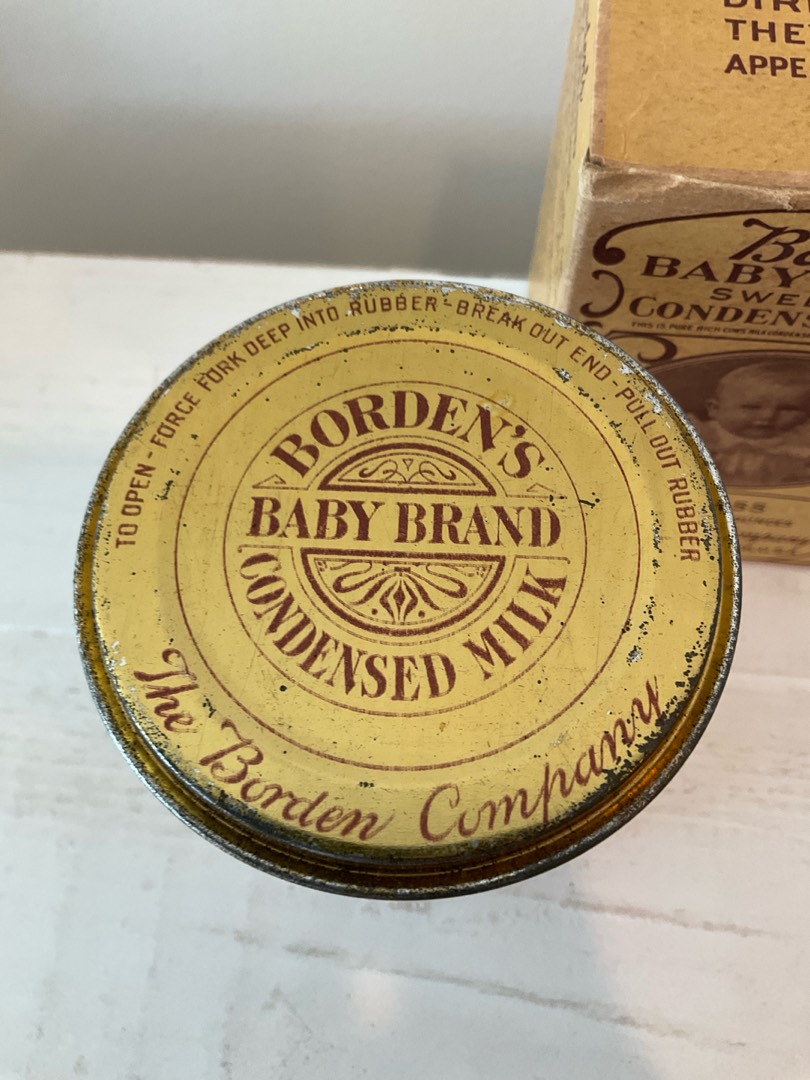 THE
APPE
BABY
CONDENS
TO OPEN - FORCE FORK DEEP INTO RUBBER - BREAK OUT END - PULL OUT RUBBER
BORDEN'S
BABY BRAND
CONDENSED MILK
The Borden Company